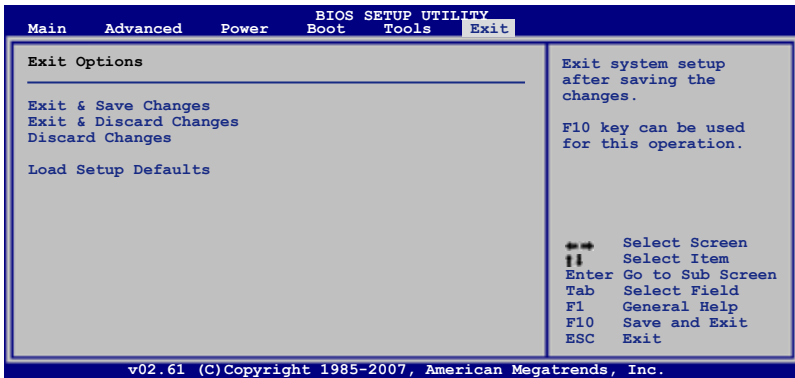 BIOS SETUP UTILITY
Main Advanced Power Boot Tools Exit
Exit Options
Exit & Save Changes
Exit & Discard Changes
Discard Changes
Load Setup Defaults
Exit system setup
after saving the
changes.
F10 key can be used
for this operation.
Select Screen
Select Item
Enter Go to Sub Screen
Tab Select Field
F1 General Help
F10 Save and Exit
ESC Exit
v02.61 (C)Copyright 1985-2007, American Megatrends, Inc.